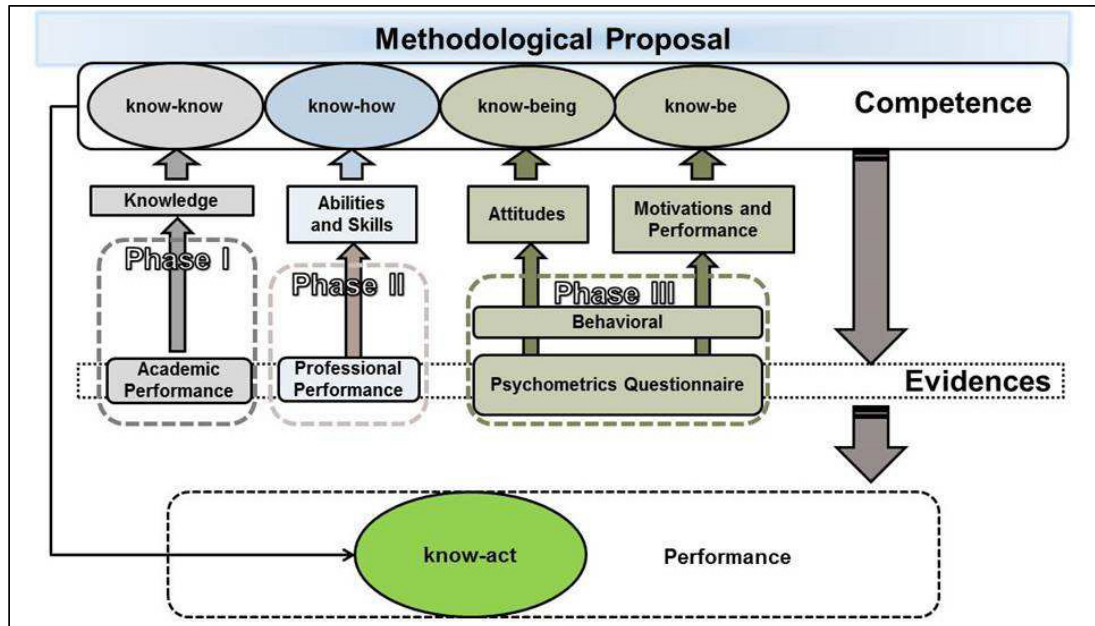 Methodological Proposal
know-know
know-how
know-being
know-be
Competence
Knowledge
Abilities
and Skills
Attitudes
Motivations and
Performance
Phase I
Phase II
Phase III
Behavioral
Academic
Performance
Professional
Performance
Psychometrics Questionnaire
Evidences
know-act
Performance